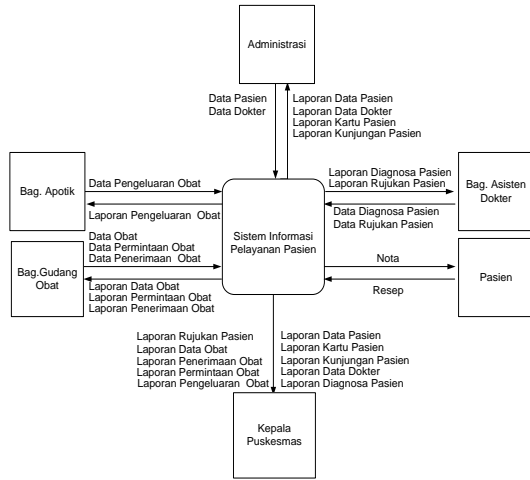 Administrasi
Data Pasien
Data Dokter
Laporan Data Pasien
Laporan Data Dokter
Laporan Kartu Pasien
Laporan Kunjungan Pasien
Bag. Apotik
Data Pengeluaran Obat
Laporan Pengeluaran Obat
Laporan Diagnosa Pasien
Laporan Rujukan Pasien
Bag. Asisten
Dokter
Data Diagnosa Pasien
Data Rujukan Pasien
Sistem Informasi
Pelayanan Pasien
Bag.Gudang
Obat
Data Obat
Data Permintaan Obat
Data Penerimaan Obat
Laporan Data Obat
Laporan Permintaan Obat
Laporan Penerimaan Obat
Nota
Resep
Pasien
Laporan Rujukan Pasien
Laporan Data Obat
Laporan Penerimaan Obat
Laporan Permintaan Obat
Laporan Pengeluaran Obat
Laporan Data Pasien
Laporan Kartu Pasien
Laporan Kunjungan Pasien
Laporan Data Dokter
Laporan Diagnosa Pasien
Kepala
Puskesmas